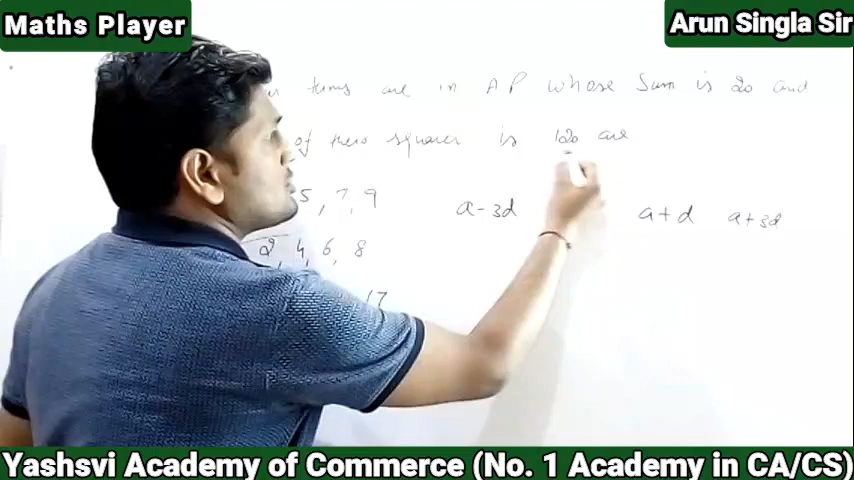 Maths Player
Arun Singla Sir
terms are in AP whose Sum is 20 and
of there squares is 120 are
5, 7, 9
a - 3d a + d a + 3d
2, 4, 6, 8
17
Yashsvi Academy of Commerce (No. 1 Academy in CA/CS)